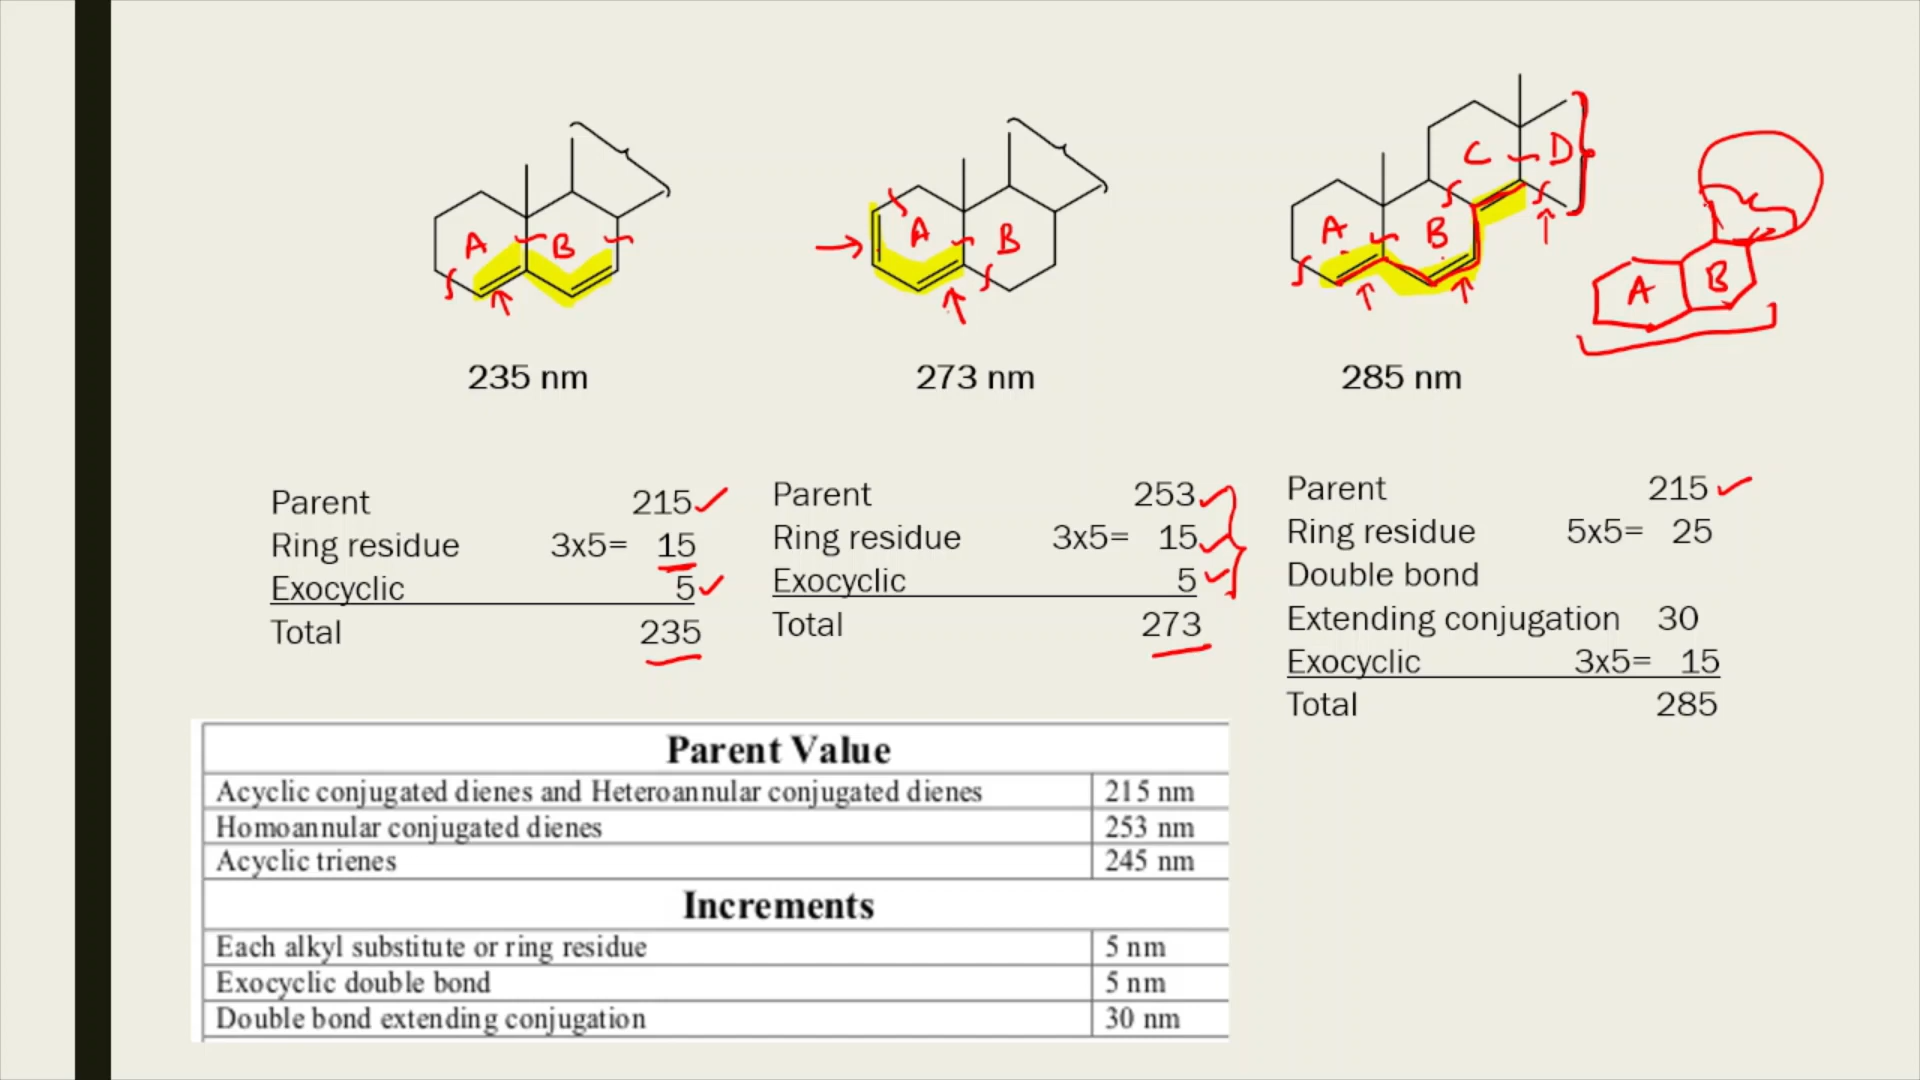 A B
A B
C D
A B
A B
235 nm
273 nm
285 nm
Parent 215
Ring residue 3x5= 15
Exocyclic 5
Total 235
Parent 253
Ring residue 3x5= 15
Exocyclic 5
Total 273
Parent 215
Ring residue 5x5= 25
Double bond
Extending conjugation 30
Exocyclic 3x5= 15
Total 285
Parent Value
Acyclic conjugated dienes and Heteroannular conjugated dienes 215 nm
Homoannular conjugated dienes 253 nm
Acyclic trienes 245 nm
Increments
Each alkyl substitute or ring residue 5 nm
Exocyclic double bond 5 nm
Double bond extending conjugation 30 nm